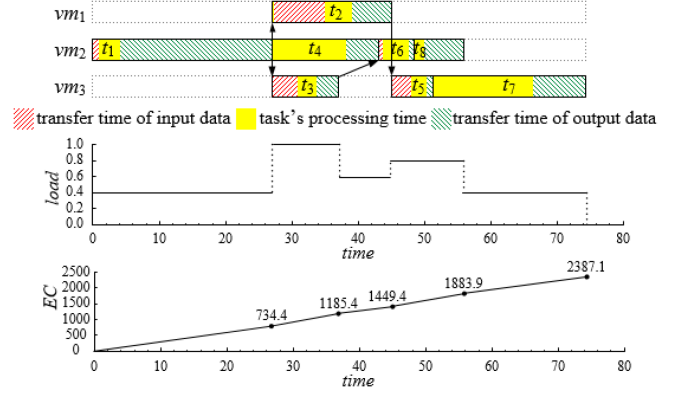 vm1 t2
vm2 t1 t4 t6 t8
vm3 t3 t5 t7
transfer time of input data task's processing time transfer time of output data
load
1.0
0.8
0.6
0.4
0.2
0.0
0 10 20 30 40 50 60 70 80
time
EC
2500
2000
1500
1000
500
0
734.4 1185.4 1449.4 1883.9 2387.1
0 10 20 30 40 50 60 70 80
time